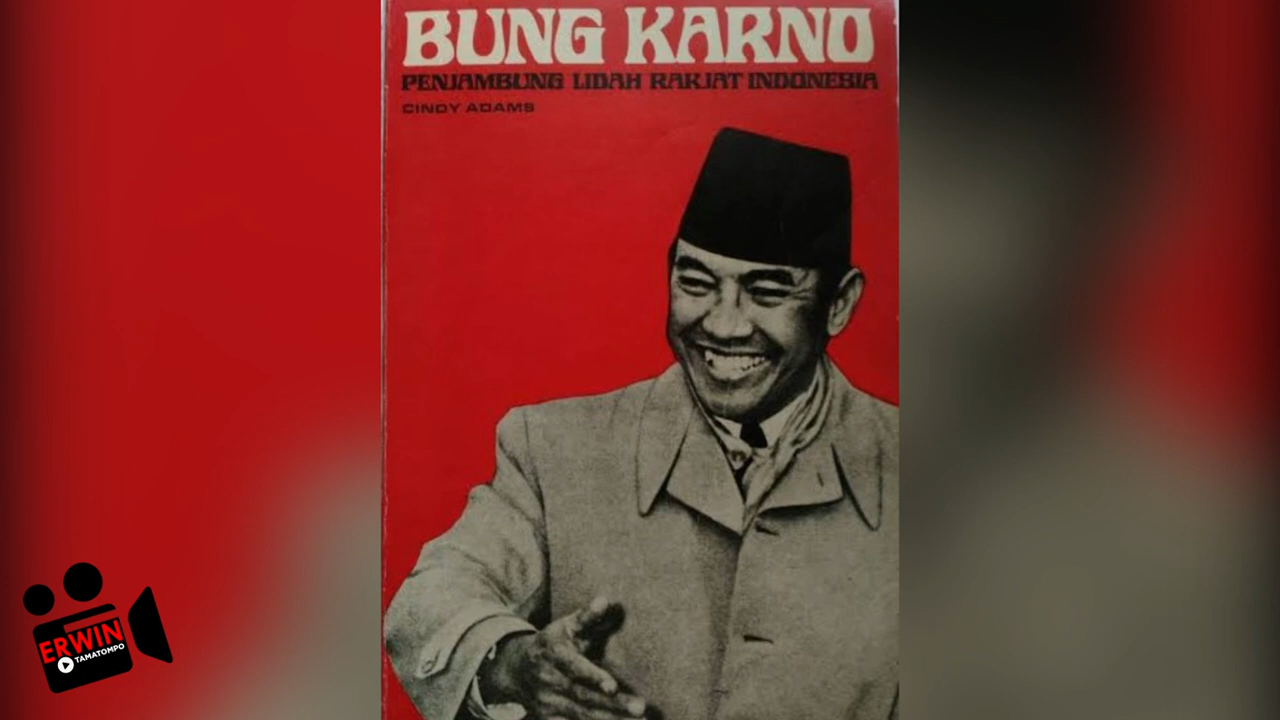 BUNG KARNO
PENJAMBUNG LIDAH RAKJAT INDONESIA
CINDY ADAMS
ERWIN
TAMATOMPO